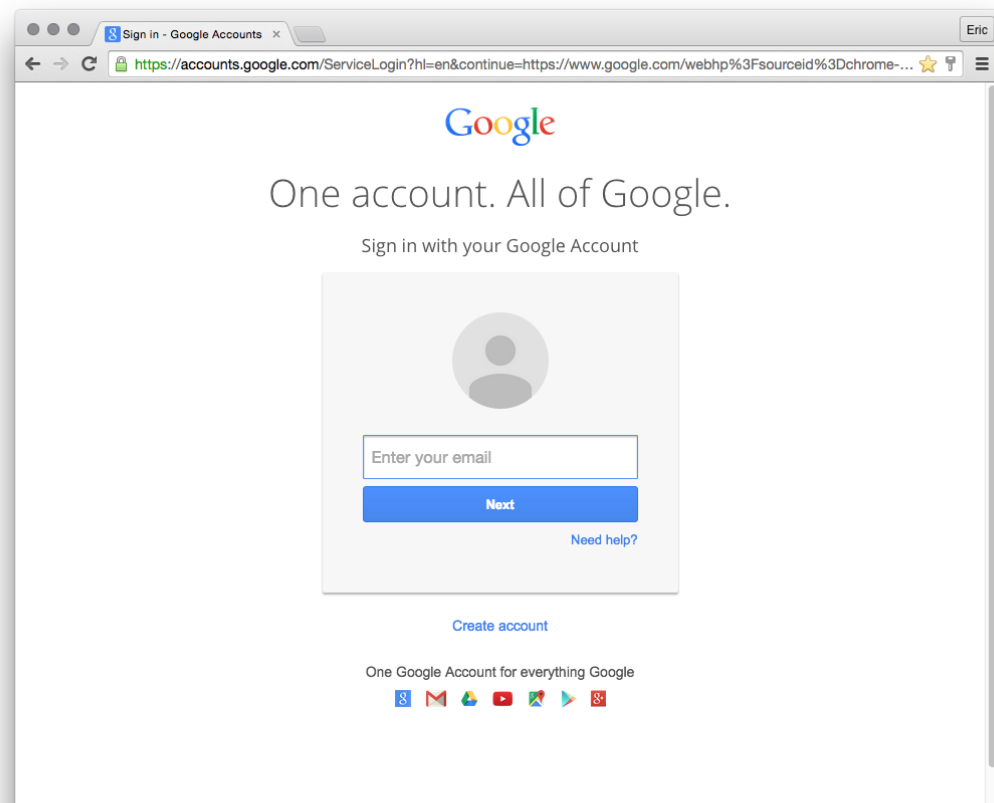 Sign in - Google Accounts
Eric
https://accounts.google.com/ServiceLogin?hl=en&continue=https://www.google.com/webhp%3Fsourceid%3Dchrome-...
Google
One account. All of Google.
Sign in with your Google Account
Enter your email
Next
Need help?
Create account
One Google Account for everything Google